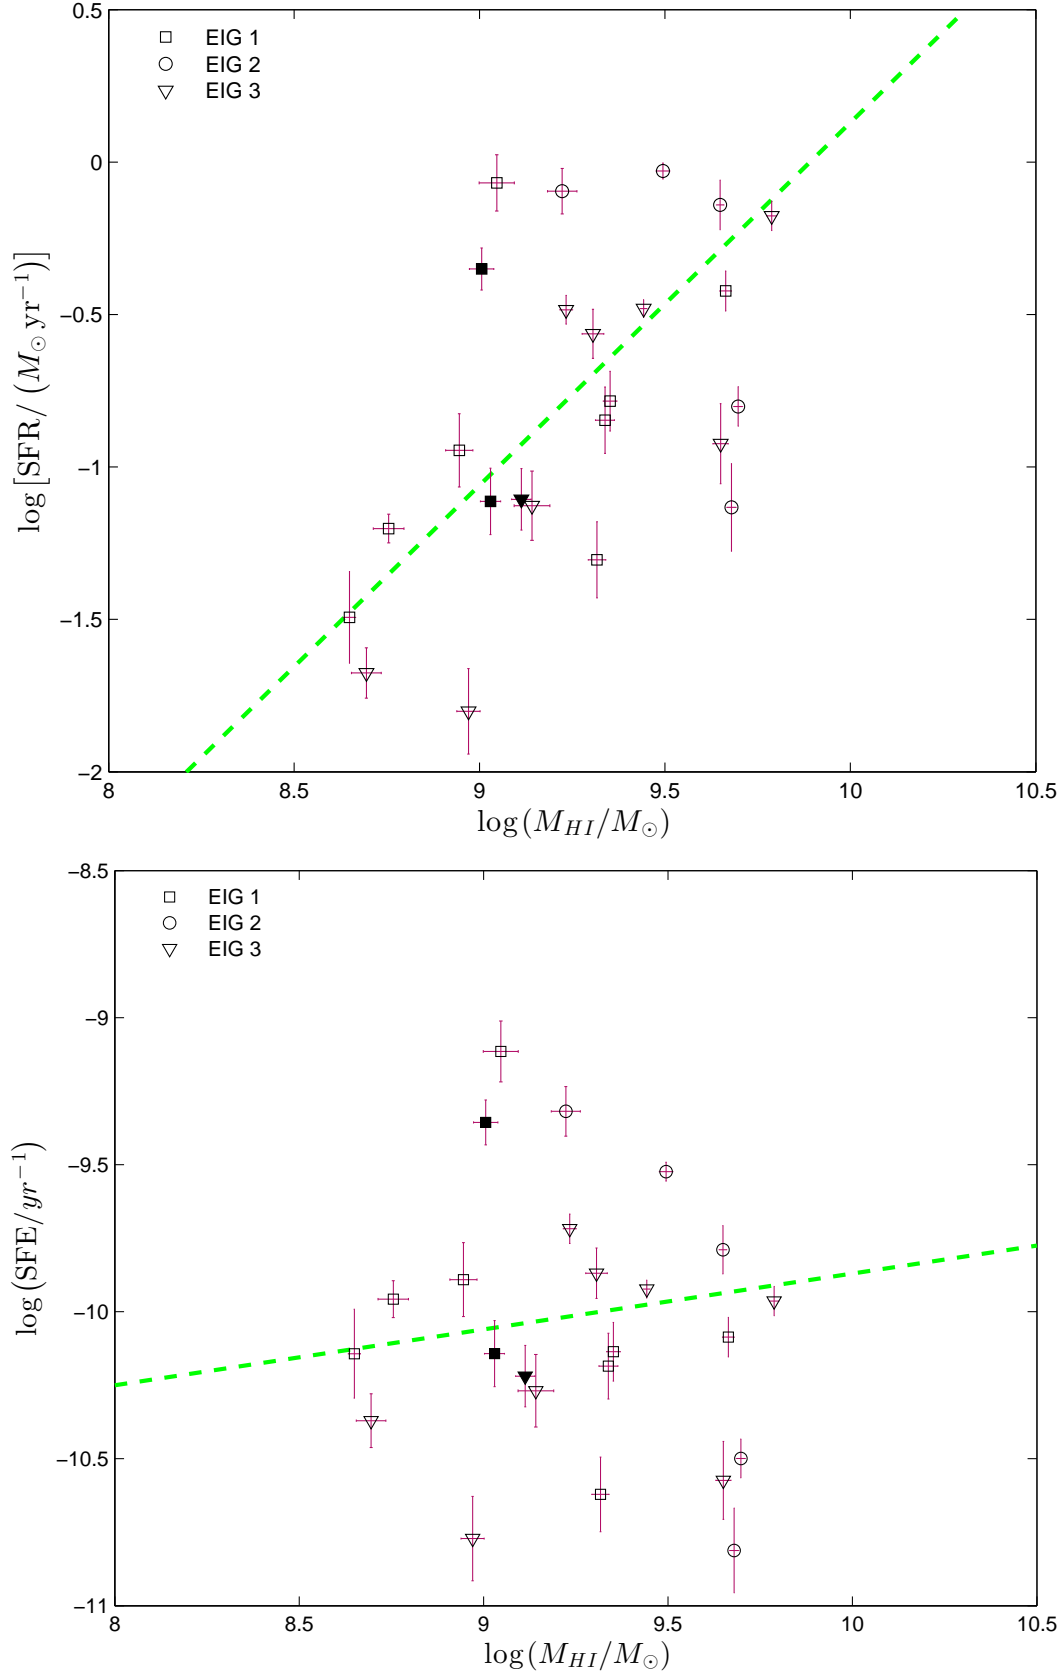 0.5
EIG 1
EIG 2
EIG 3
0
−0.5
−1
−1.5
−2
log [SFR/ (M⊙ yr⁻¹)]
8 8.5 9 9.5 10 10.5
log (M_HI/M⊙)
−8.5
EIG 1
EIG 2
EIG 3
−9
−9.5
−10
−10.5
−11
log (SFE/yr⁻¹)
8 8.5 9 9.5 10 10.5
log (M_HI/M⊙)